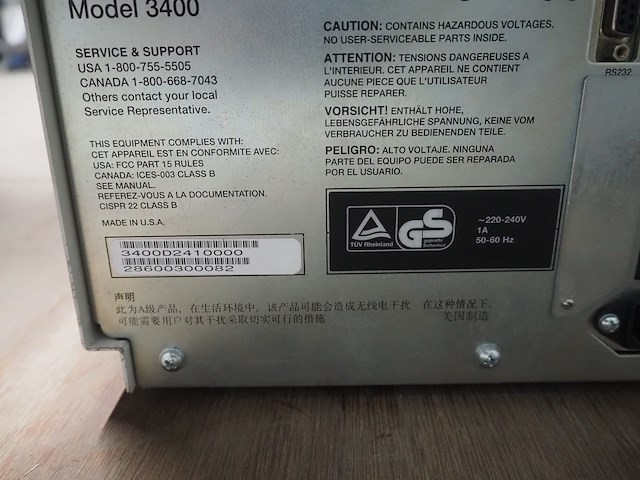 Model 3400
SERVICE & SUPPORT
USA 1-800-755-5505
CANADA 1-800-668-7043
Others contact your local
Service Representative.
THIS EQUIPMENT COMPLIES WITH:
CET APPAREIL EST EN CONFORMITE AVEC:
USA: FCC PART 15 RULES
CANADA: ICES-003 CLASS B
SEE MANUAL.
REFEREZ-VOUS A LA DOCUMENTATION.
CISPR 22 CLASS B
MADE IN U.S.A.
3400D2410000
28600300082
CAUTION: CONTAINS HAZARDOUS VOLTAGES.
NO USER-SERVICEABLE PARTS INSIDE.
ATTENTION: TENSIONS DANGEREUSES A
L'INTERIEUR. CET APPAREIL NE CONTIENT
AUCUNE PIECE QUE L'UTILISATEUR
PUISSE REPARER.
VORSICHT! ENTHÄLT HOHE,
LEBENSGEFÄHRLICHE SPANNUNG, KEINE VOM
VERBRAUCHER ZU BEDIENENDEN TEILE.
PELIGRO: ALTO VOLTAJE. NINGUNA
PARTE DEL EQUIPO PUEDE SER REPARADA
POR EL USUARIO.
TÜV Rheinland
GS
geprüfte
Sicherheit
~220-240V
1A
50-60 Hz
RS232
声明
此为A级产品，在生活环境中，该产品可能会造成无线电干扰 在这种情况下，
可能需要用户对其干扰采取切实可行的措施 美国制造